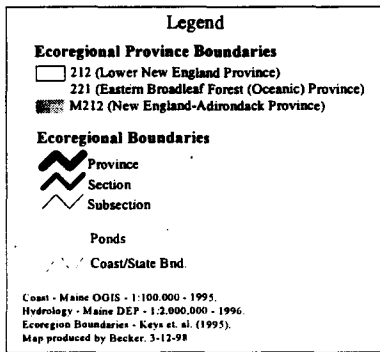 Legend
Ecoregional Province Boundaries
212 (Lower New England Province)
221 (Eastern Broadleaf Forest (Oceanic) Province)
M212 (New England-Adirondack Province)
Ecoregional Boundaries
Province
Section
Subsection
Ponds
Coast/State Bnd.
Coast - Maine OGIS - 1:100,000 - 1995.
Hydrology - Maine DEP - 1:2,000,000 - 1996.
Ecoregion Boundaries - Keys et. al. (1995).
Map produced by Becker. 3-12-98